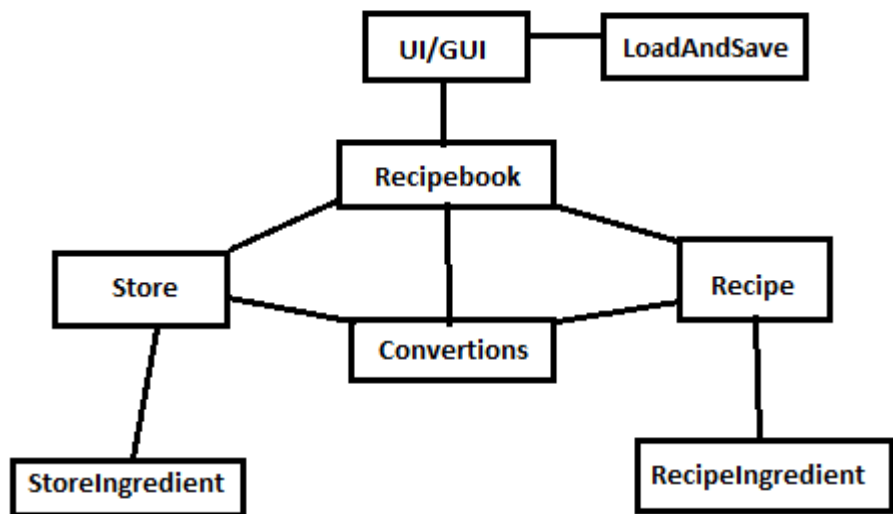 UI/GUI
LoadAndSave
Recipebook
Store
Recipe
Convertions
StoreIngredient
RecipeIngredient